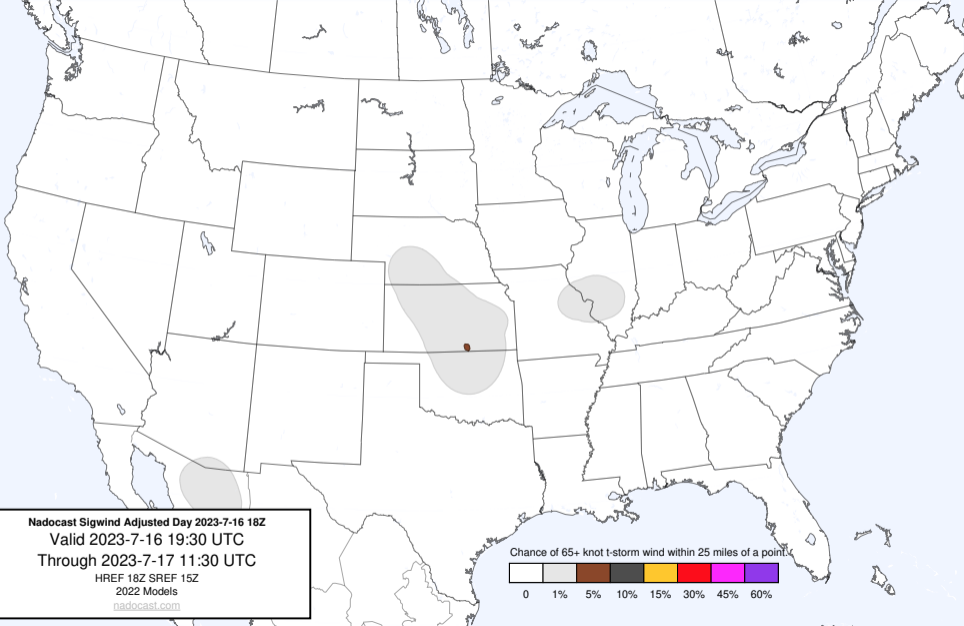 Nadocast Sigwind Adjusted Day 2023-7-16 18Z
Valid 2023-7-16 19:30 UTC
Through 2023-7-17 11:30 UTC
HREF 18Z SREF 15Z
2022 Models
nadocast.com
Chance of 65+ knot t-storm wind within 25 miles of a point.
0 1% 5% 10% 15% 30% 45% 60%